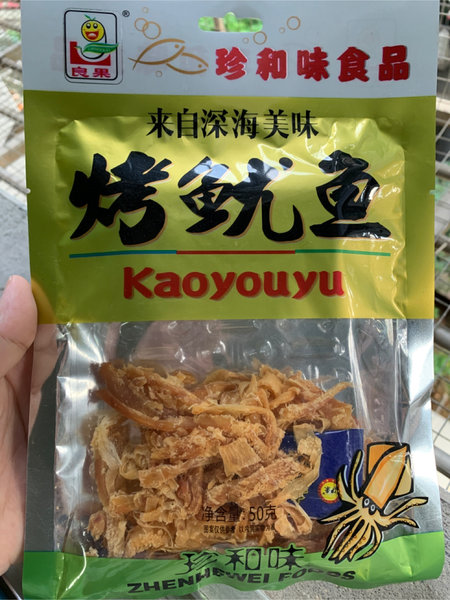 良果
珍和味食品
来自深海美味
烤鱿鱼
Kaoyouyu
净含量:50克
珍和味
ZHENHEWEI FOODS